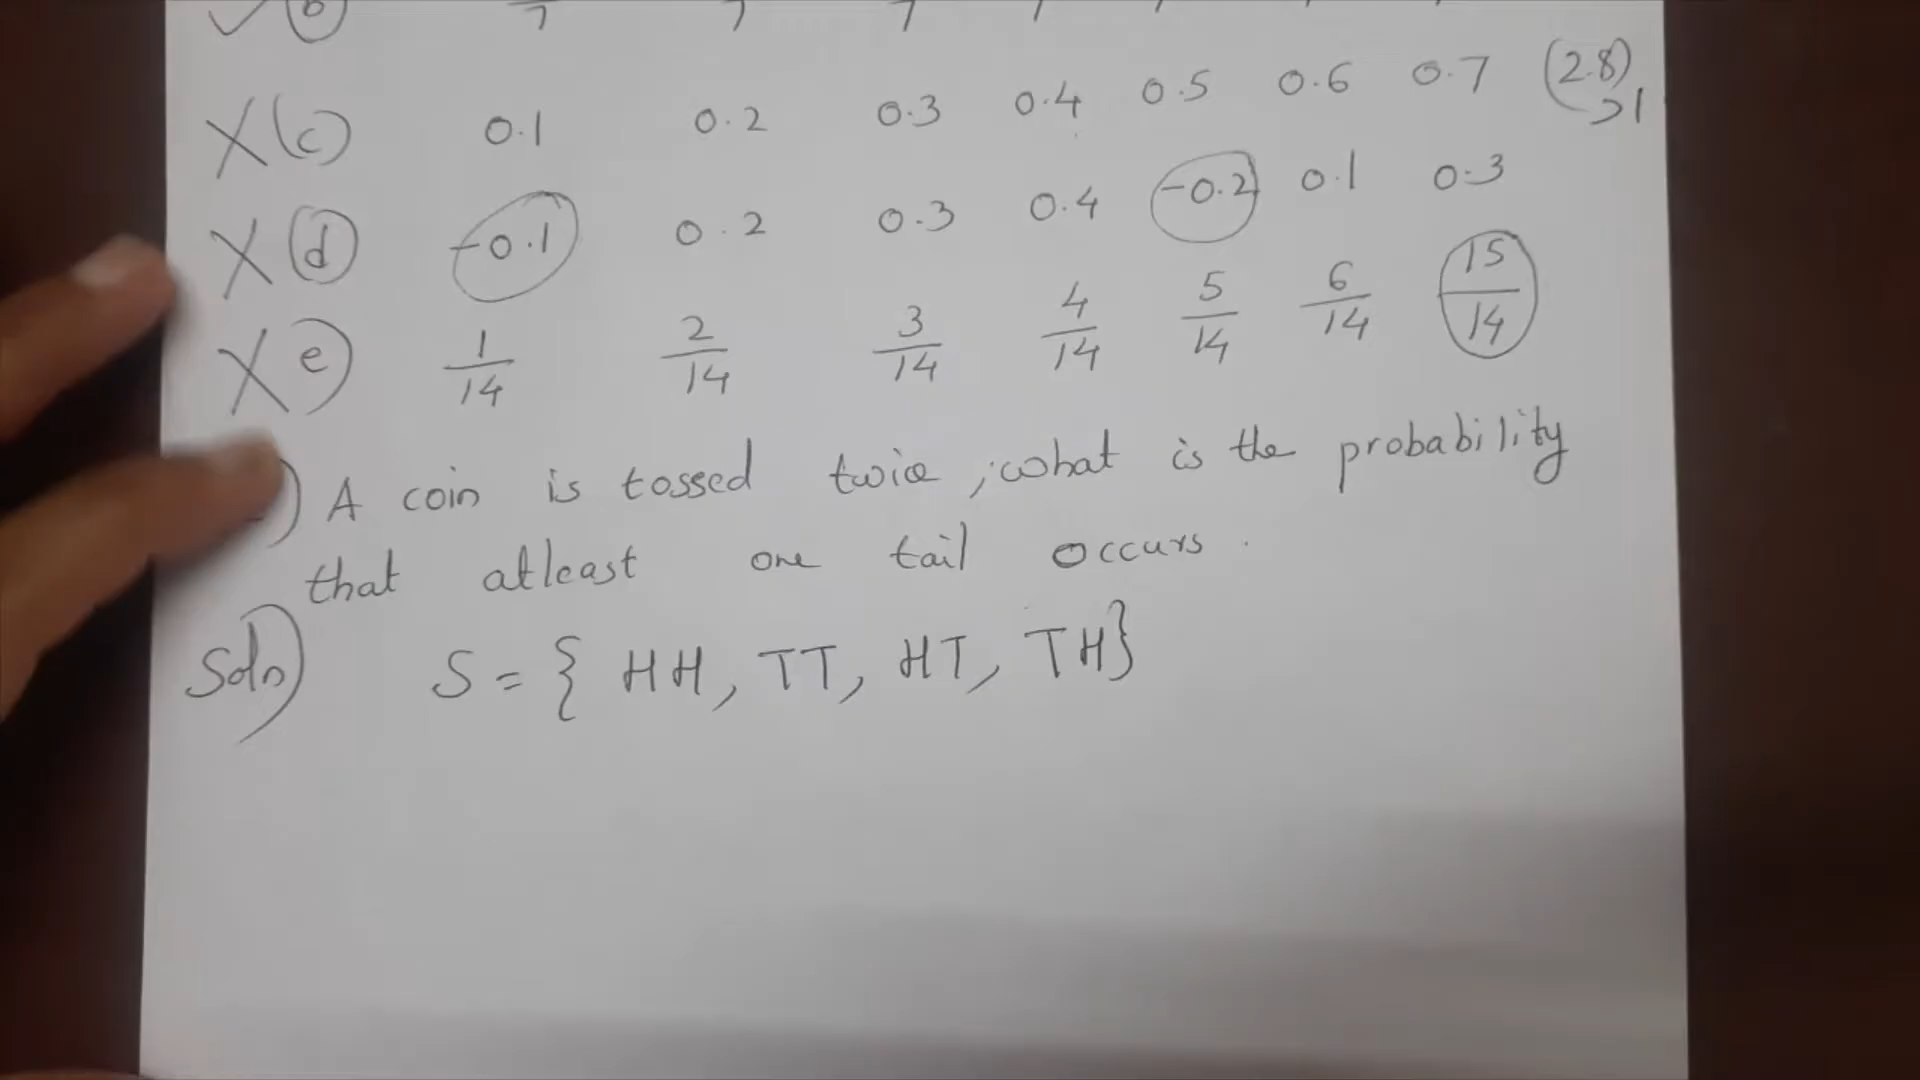 b 7 7 7
X (c) 0.1 0.2 0.3 0.4 0.5 0.6 0.7 (2.8) >1
X (d) -0.1 0.2 0.3 0.4 -0.2 0.1 0.3
X (e) 1/14 2/14 3/14 4/14 5/14 6/14 15/14
) A coin is tossed twice, what is the probability
that atleast one tail occurs.
Soln) S = { HH, TT, HT, TH}